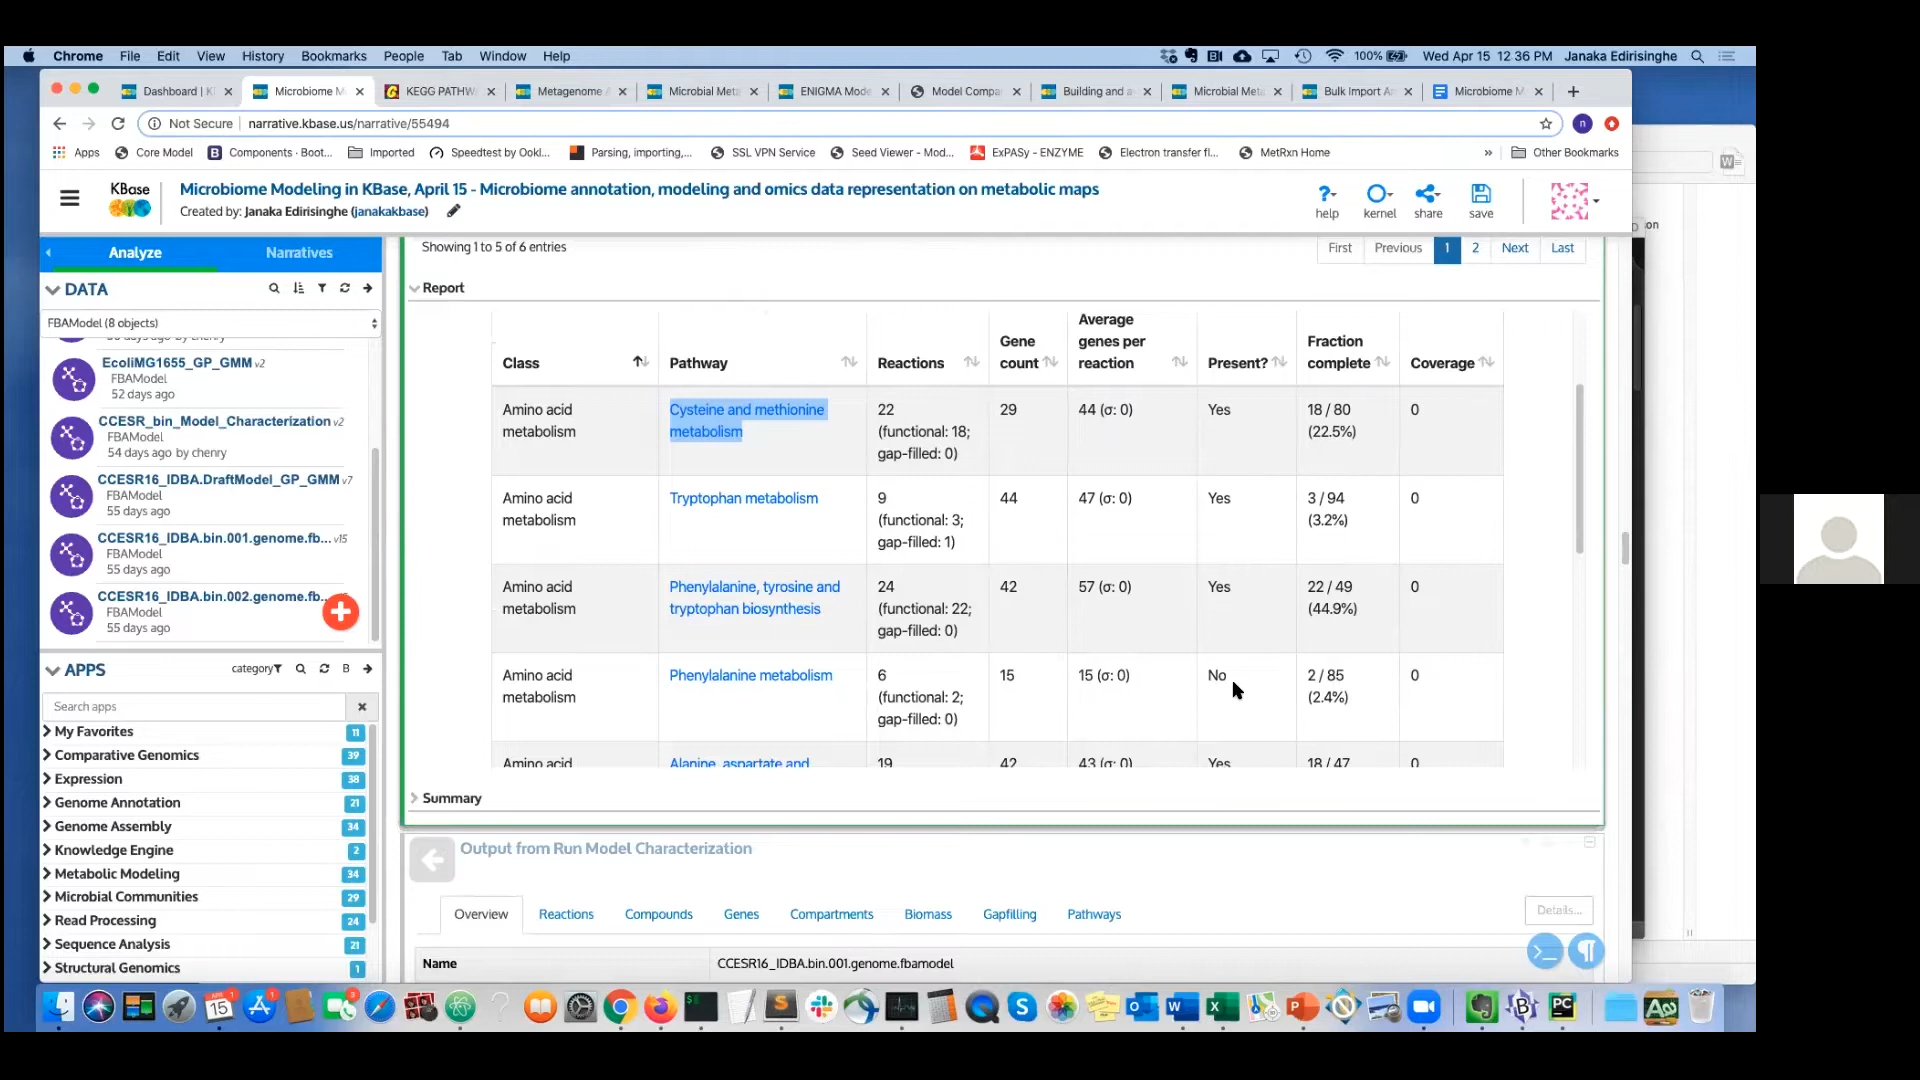 Chrome File Edit View History Bookmarks People Tab Window Help 100% Wed Apr 15 12:36 PM Janaka Edirisinghe
Dashboard | K Microbiome M KEGG PATHW Metagenome Microbial Met ENIGMA Mode Model Compa Building and Microbial Met Bulk Import A Microbiome M
Not Secure narrative.kbase.us/narrative/55494 n
Apps Core Model Components · Boot... Imported Speedtest by Ookl... Parsing, importing,... SSL VPN Service Seed Viewer - Mod... ExPASy - ENZYME Electron transfer fl... MetRxn Home » Other Bookmarks
KBase
Microbiome Modeling in KBase, April 15 - Microbiome annotation, modeling and omics data representation on metabolic maps
Created by: Janaka Edirisinghe (janakakbase)
help kernel share save
on
Analyze Narratives
DATA
FBAModel (8 objects)
EcoliMG1655_GP_GMM v2
FBAModel
52 days ago
CCESR_bin_Model_Characterization v2
FBAModel
54 days ago by chenry
CCESR16_IDBA.DraftModel_GP_GMM v7
FBAModel
55 days ago
CCESR16_IDBA.bin.001.genome.fb... v15
FBAModel
55 days ago
CCESR16_IDBA.bin.002.genome.fb...
FBAModel
55 days ago
APPS category B
Search apps
My Favorites 11
Comparative Genomics 39
Expression 38
Genome Annotation 21
Genome Assembly 34
Knowledge Engine 2
Metabolic Modeling 34
Microbial Communities 29
Read Processing 24
Sequence Analysis 21
Structural Genomics 1
Showing 1 to 5 of 6 entries
First Previous 1 2 Next Last
Report
Class Pathway Reactions Gene count Average genes per reaction Present? Fraction complete Coverage
Amino acid metabolism Cysteine and methionine metabolism 22 (functional: 18; gap-filled: 0) 29 44 (σ: 0) Yes 18 / 80 (22.5%) 0
Amino acid metabolism Tryptophan metabolism 9 (functional: 3; gap-filled: 1) 44 47 (σ: 0) Yes 3 / 94 (3.2%) 0
Amino acid metabolism Phenylalanine, tyrosine and tryptophan biosynthesis 24 (functional: 22; gap-filled: 0) 42 57 (σ: 0) Yes 22 / 49 (44.9%) 0
Amino acid metabolism Phenylalanine metabolism 6 (functional: 2; gap-filled: 0) 15 15 (σ: 0) No 2 / 85 (2.4%) 0
Amino acid Alanine, aspartate and 19 42 43 (σ: 0) Yes 18 / 47 0
Summary
Output from Run Model Characterization
Overview Reactions Compounds Genes Compartments Biomass Gapfilling Pathways Details...
Name CCESR16_IDBA.bin.001.genome.fbamodel